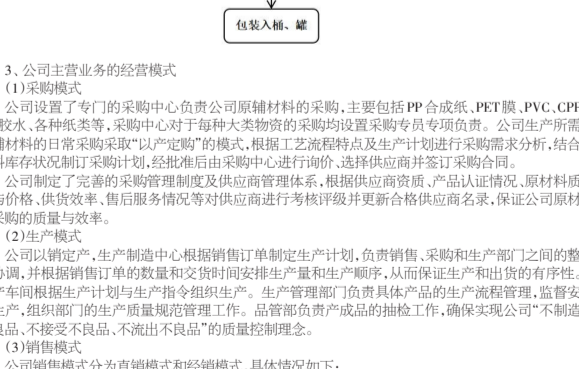 包装入桶、罐
3、公司主营业务的经营模式
(1)采购模式
公司设置了专门的采购中心负责公司原辅材料的采购,主要包括PP合成纸、PET膜、PVC、CPP
胶水、各种纸类等,采购中心对于每种大类物资的采购均设置采购专员专项负责。公司生产所需
辅材料的日常采购采取“以产定购”的模式,根据工艺流程特点及生产计划进行采购需求分析,结合
料库存状况制订采购计划,经批准后由采购中心进行询价、选择供应商并签订采购合同。
公司制定了完善的采购管理制度及供应商管理体系,根据供应商资质、产品认证情况、原材料质
与价格、供货效率、售后服务情况等对供应商进行考核评级并更新合格供应商名录,保证公司原材
采购的质量与效率。
(2)生产模式
公司以销定产,生产制造中心根据销售订单制定生产计划,负责销售、采购和生产部门之间的整
协调,并根据销售订单的数量和交货时间安排生产量和生产顺序,从而保证生产和出货的有序性。
产车间根据生产计划与生产指令组织生产。生产管理部门负责具体产品的生产流程管理,监督安
生产,组织部门的生产质量规范管理工作。品管部负责产成品的抽检工作,确保实现公司“不制造
良品、不接受不良品、不流出不良品”的质量控制理念。
(3)销售模式
公司销售模式分为直销模式和经销模式,具体情况如下: